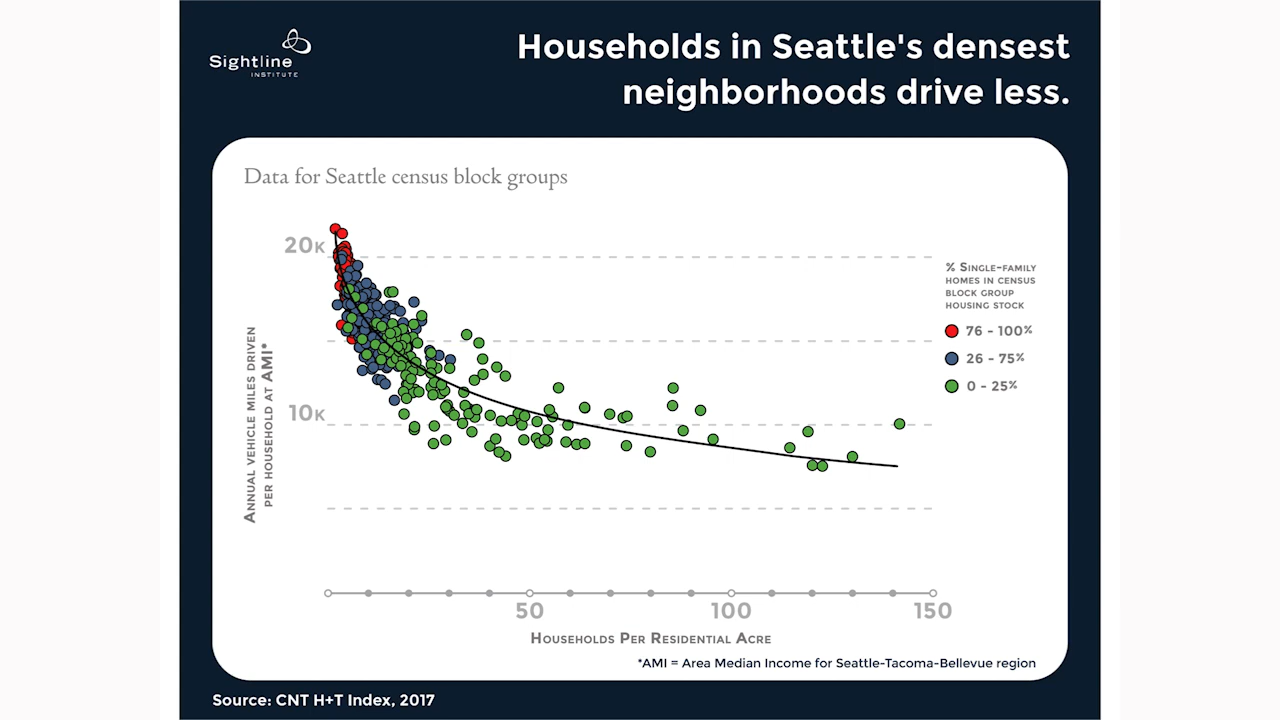 Sightline
INSTITUTE
Households in Seattle's densest
neighborhoods drive less.
Data for Seattle census block groups
20K
10K
Annual vehicle miles driven
per household at AMI*
% Single-family
homes in census
block group
housing stock
76 - 100%
26 - 75%
0 - 25%
50
100
150
Households Per Residential Acre
*AMI = Area Median Income for Seattle-Tacoma-Bellevue region
Source: CNT H+T Index, 2017